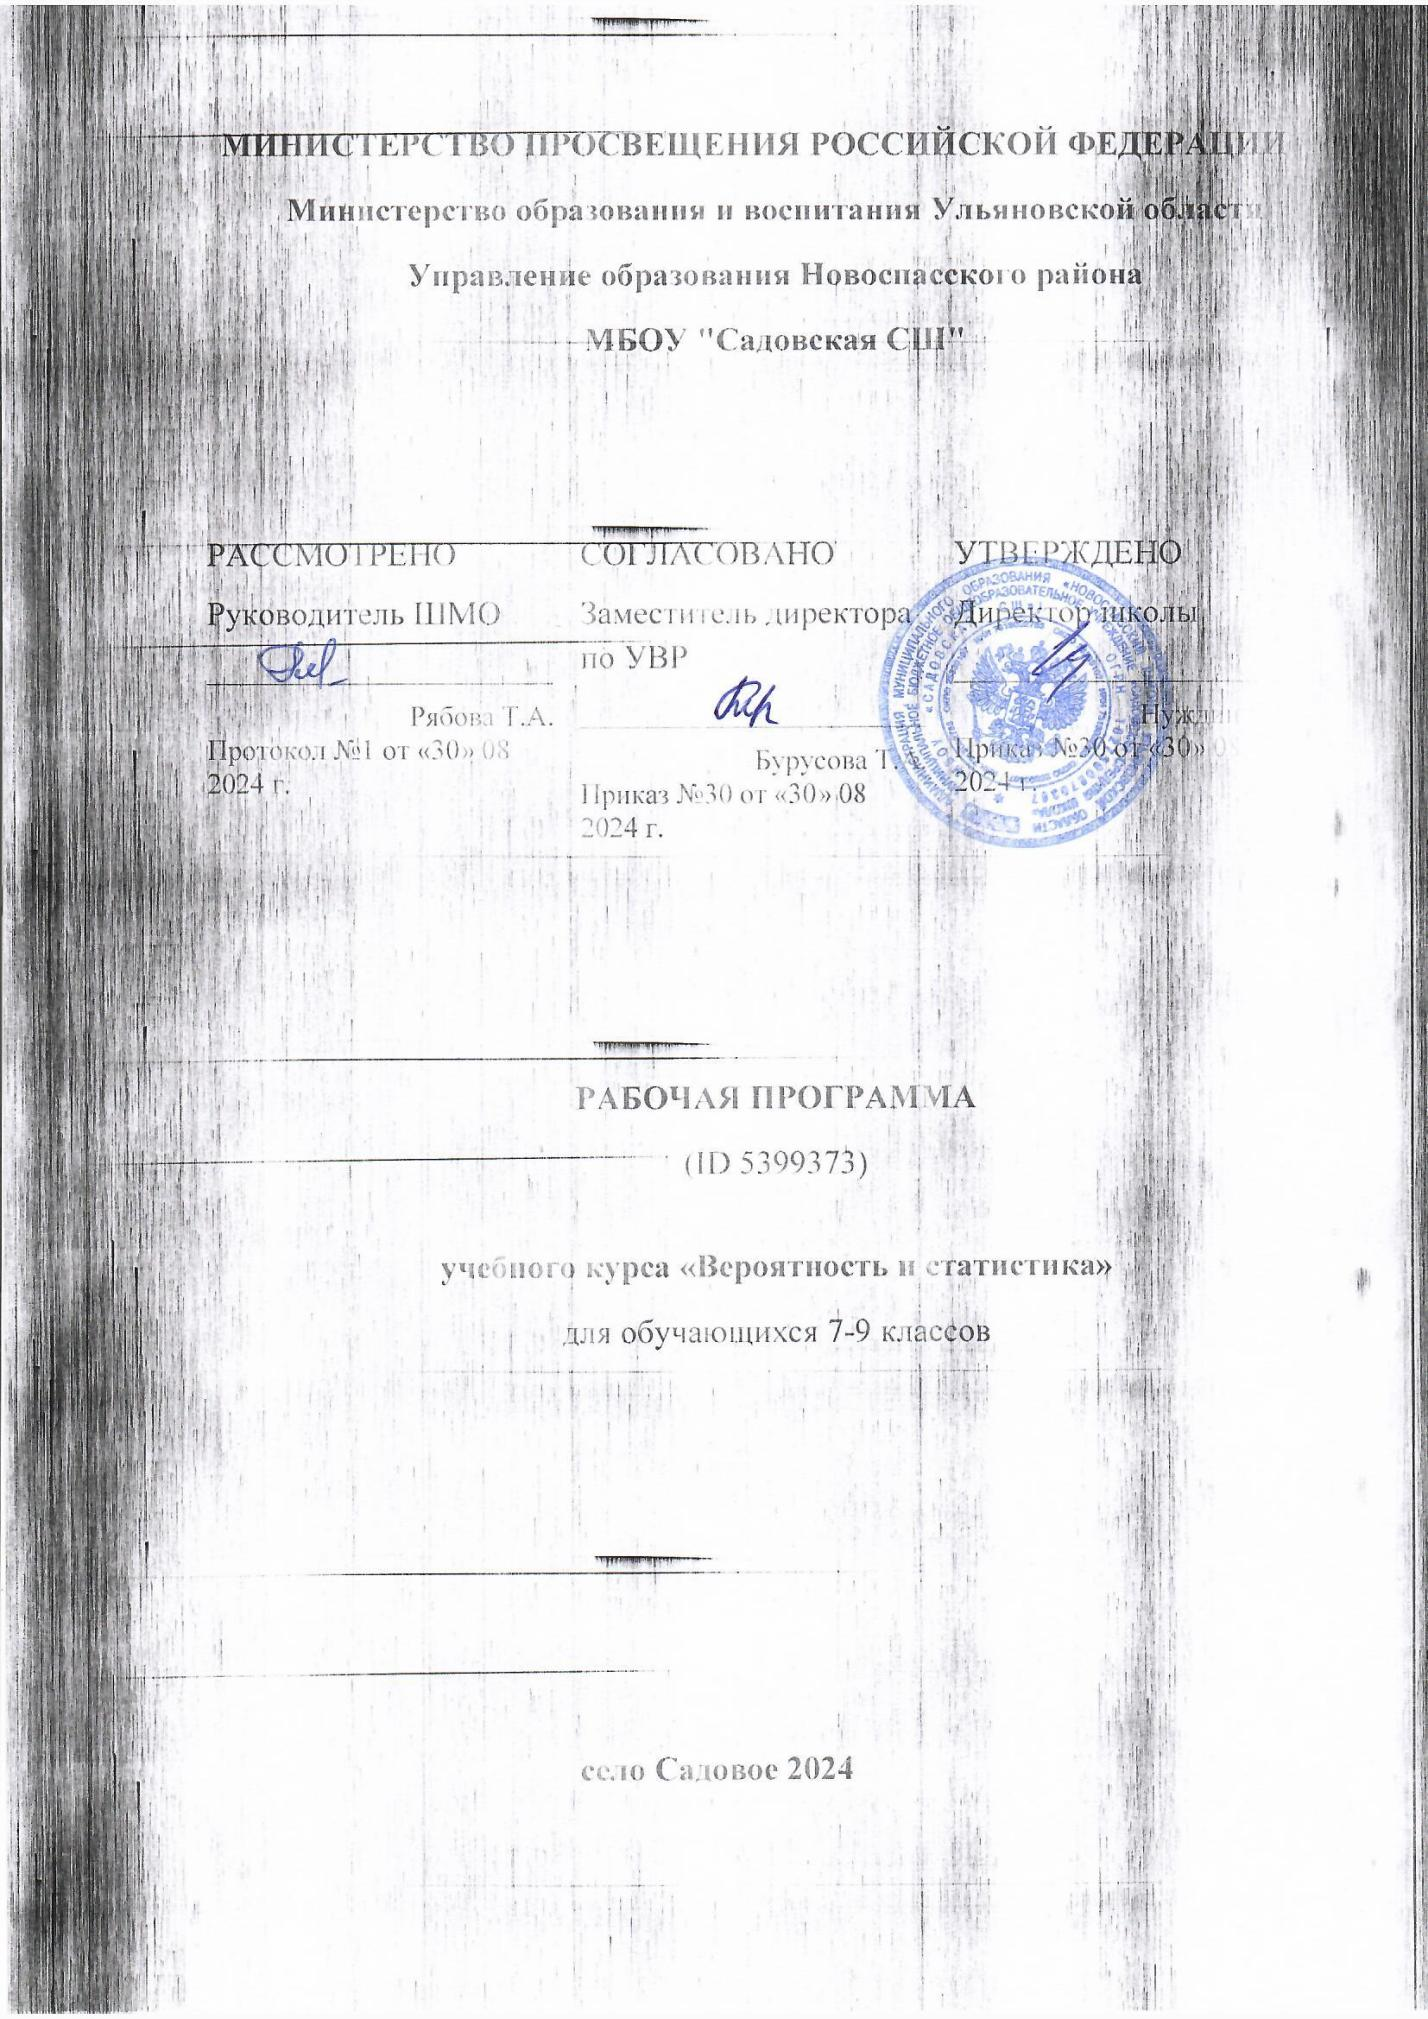 МИНИСТЕРСТВО ПРОСВЕЩЕНИЯ РОССИЙСКОЙ ФЕДЕРАЦИИ
Министерство образования и воспитания Ульяновской области
Управление образования Новоспасского района
МБОУ "Садовская СШ"
РАССМОТРЕНО
Руководитель ШМО
Рябова Т.А.
Протокол №1 от «30» 08
2024 г.
СОГЛАСОВАНО
Заместитель директора
по УВР
Бурусова Т.
Приказ №30 от «30» 08
2024 г.
УТВЕРЖДЕНО
Директор школы
Приказ №30 от «30» 08
2024 г.
РАБОЧАЯ ПРОГРАММА
(ID 5399373)
учебного курса «Вероятность и статистика»
для обучающихся 7-9 классов
село Садовое 2024